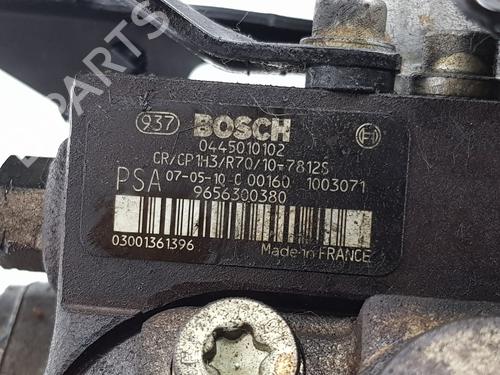 PARTS
937 BOSCH
0445010102
CR/CP1H3/R70/10-7812S
PSA 07-05-10 C 00160 1003071
9656300380
03001361396 Made in FRANCE